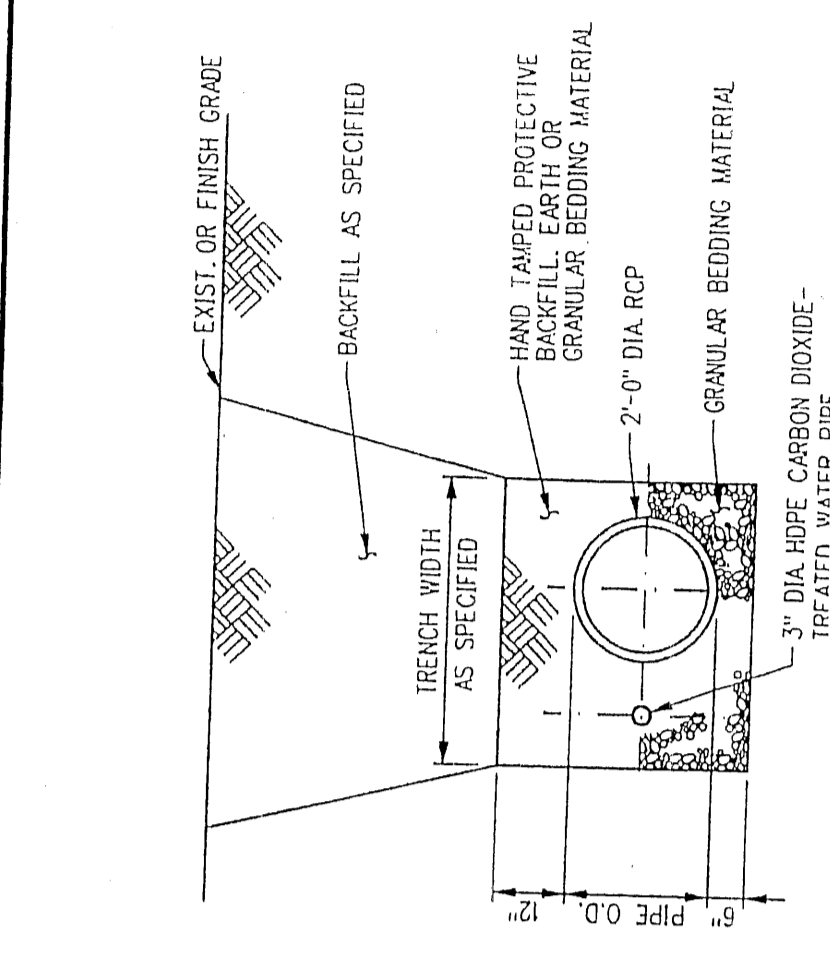 EXIST. OR FINISH GRADE
BACKFILL AS SPECIFIED
HAND TAMPED PROTECTIVE
BACKFILL. EARTH OR
GRANULAR BEDDING MATERIAL
2'-0" DIA. RCP
GRANULAR BEDDING MATERIAL
3" DIA. HDPE CARBON DIOXIDE-
TREATED WATER PIPE
TRENCH WIDTH
AS SPECIFIED
12"
PIPE O.D.
6"